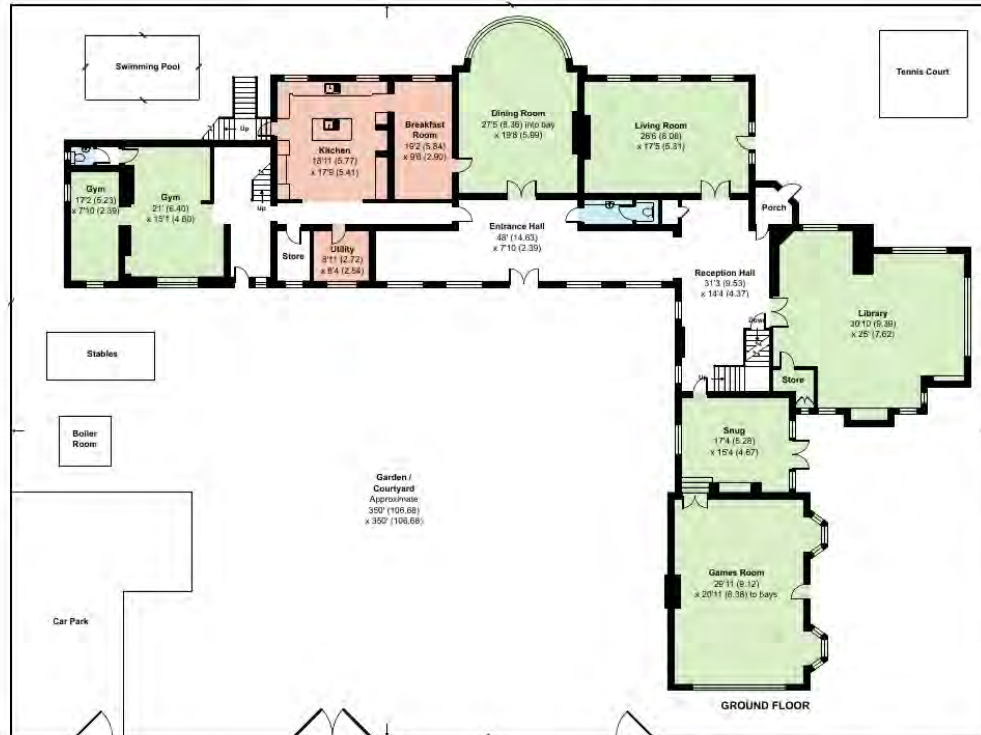 Swimming Pool
Tennis Court
Up
Kitchen
18'11 (5.77)
x 17'9 (5.41)
Breakfast
Room
19'2 (5.84)
x 9'6 (2.90)
Dining Room
27'5 (8.36) into bay
x 19'8 (5.99)
Living Room
26'6 (8.08)
x 17'5 (5.31)
Gym
17'2 (5.23)
x 7'10 (2.39)
Gym
21' (6.40)
x 15'1 (4.60)
Up
Store
Utility
8'11 (2.72)
x 8'4 (2.54)
Entrance Hall
48' (14.63)
x 7'10 (2.39)
Porch
Reception Hall
31'3 (9.53)
x 14'4 (4.37)
Down
Up
Library
30'10 (9.39)
x 25' (7.62)
Store
Stables
Boiler
Room
Snug
17'4 (5.28)
x 15'4 (4.67)
Garden /
Courtyard
Approximate
350' (106.68)
x 350' (106.68)
Games Room
29'11 (9.12)
x 20'11 (6.38) to bays
Car Park
GROUND FLOOR